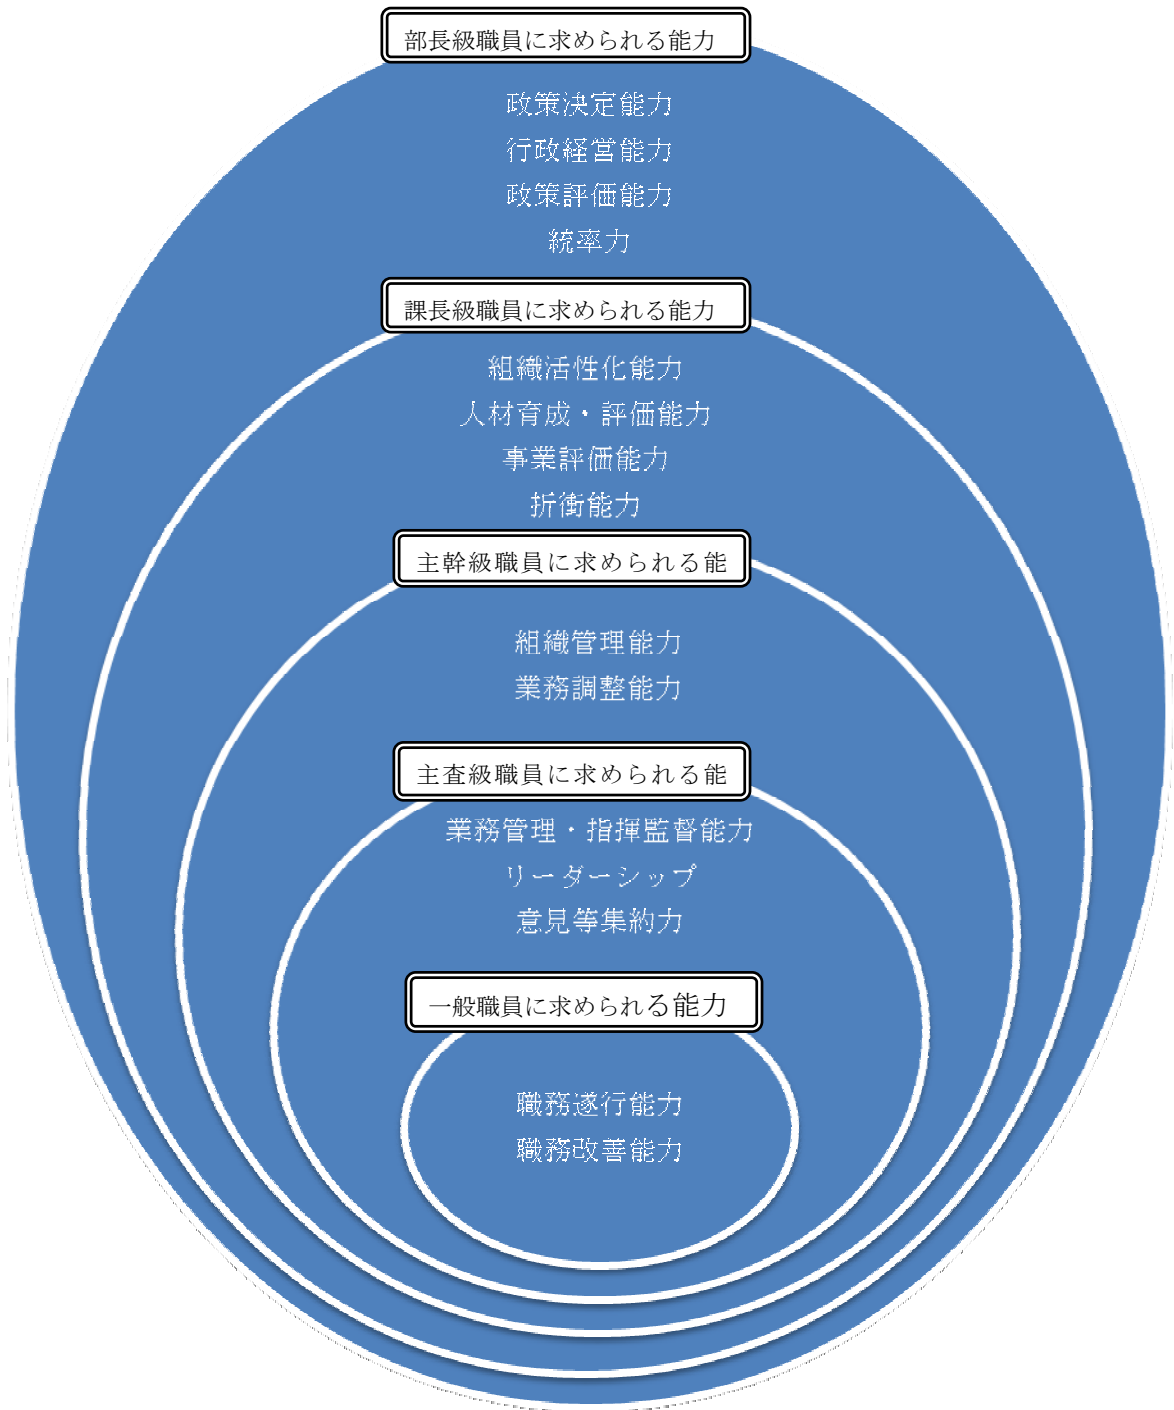 部長級職員に求められる能力
政策決定能力
行政経営能力
政策評価能力
統率力
課長級職員に求められる能力
組織活性化能力
人材育成・評価能力
事業評価能力
折衝能力
主幹級職員に求められる能
組織管理能力
業務調整能力
主査級職員に求められる能
業務管理・指揮監督能力
リーダーシップ
意見等集約力
一般職員に求められる能力
職務遂行能力
職務改善能力